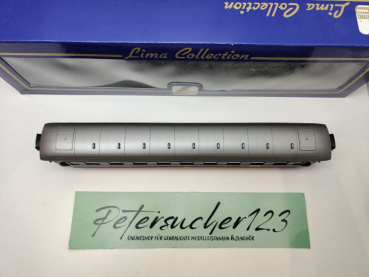 Lima Collection
Lima Collection
Petersucher123
ONLINESHOP FÜR GEBRAUCHTE MODELLEISENBAHN & ZUBEHÖR